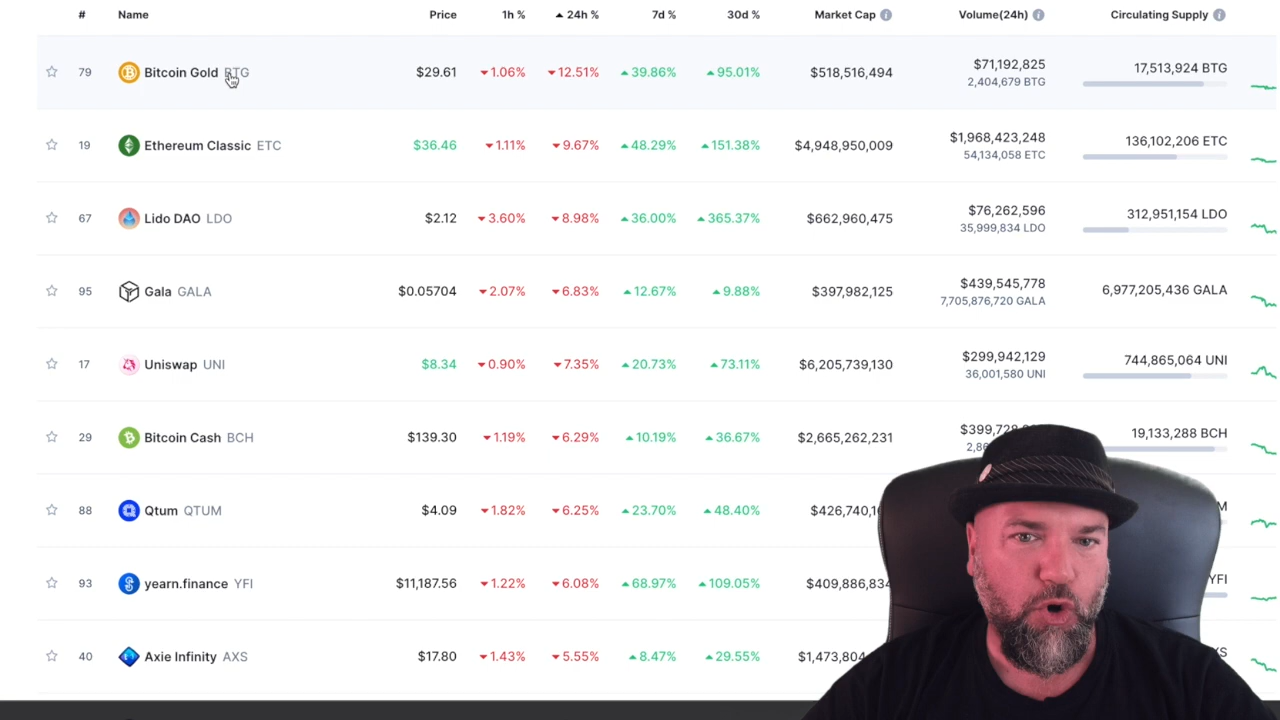 # Name Price 1h % 24h % 7d % 30d % Market Cap Volume(24h) Circulating Supply
79 Bitcoin Gold BTG $29.61 1.06% 12.51% 39.86% 95.01% $518,516,494 $71,192,825 17,513,924 BTG
2,404,679 BTG
19 Ethereum Classic ETC $36.46 1.11% 9.67% 48.29% 151.38% $4,948,950,009 $1,968,423,248 136,102,206 ETC
54,134,058 ETC
67 Lido DAO LDO $2.12 3.60% 8.98% 36.00% 365.37% $662,960,475 $76,262,596 312,951,154 LDO
35,999,834 LDO
95 Gala GALA $0.05704 2.07% 6.83% 12.67% 9.88% $397,982,125 $439,545,778 6,977,205,436 GALA
7,705,876,720 GALA
17 Uniswap UNI $8.34 0.90% 7.35% 20.73% 73.11% $6,205,739,130 $299,942,129 744,865,064 UNI
36,001,580 UNI
29 Bitcoin Cash BCH $139.30 1.19% 6.29% 10.19% 36.67% $2,665,262,231 19,133,288 BCH
88 Qtum QTUM $4.09 1.82% 6.25% 23.70% 48.40%
93 yearn.finance YFI $11,187.56 1.22% 6.08% 68.97% 109.05% $409,886,834 YFI
40 Axie Infinity AXS $17.80 1.43% 5.55% 8.47% 29.55%